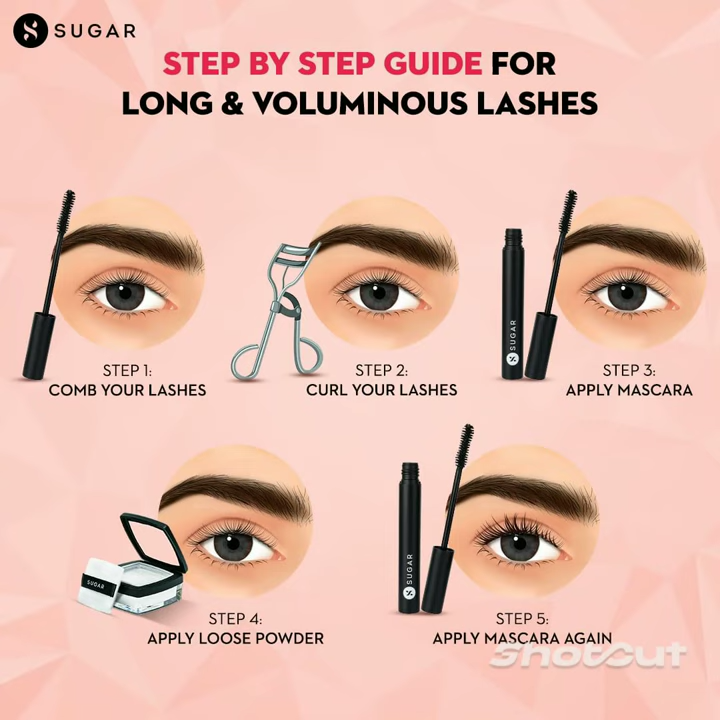 SUGAR
STEP BY STEP GUIDE FOR
LONG & VOLUMINOUS LASHES
SUGAR
STEP 1:
COMB YOUR LASHES
STEP 2:
CURL YOUR LASHES
STEP 3:
APPLY MASCARA
SUGAR
SUGAR
STEP 4:
APPLY LOOSE POWDER
STEP 5:
APPLY MASCARA AGAIN
ShotCut